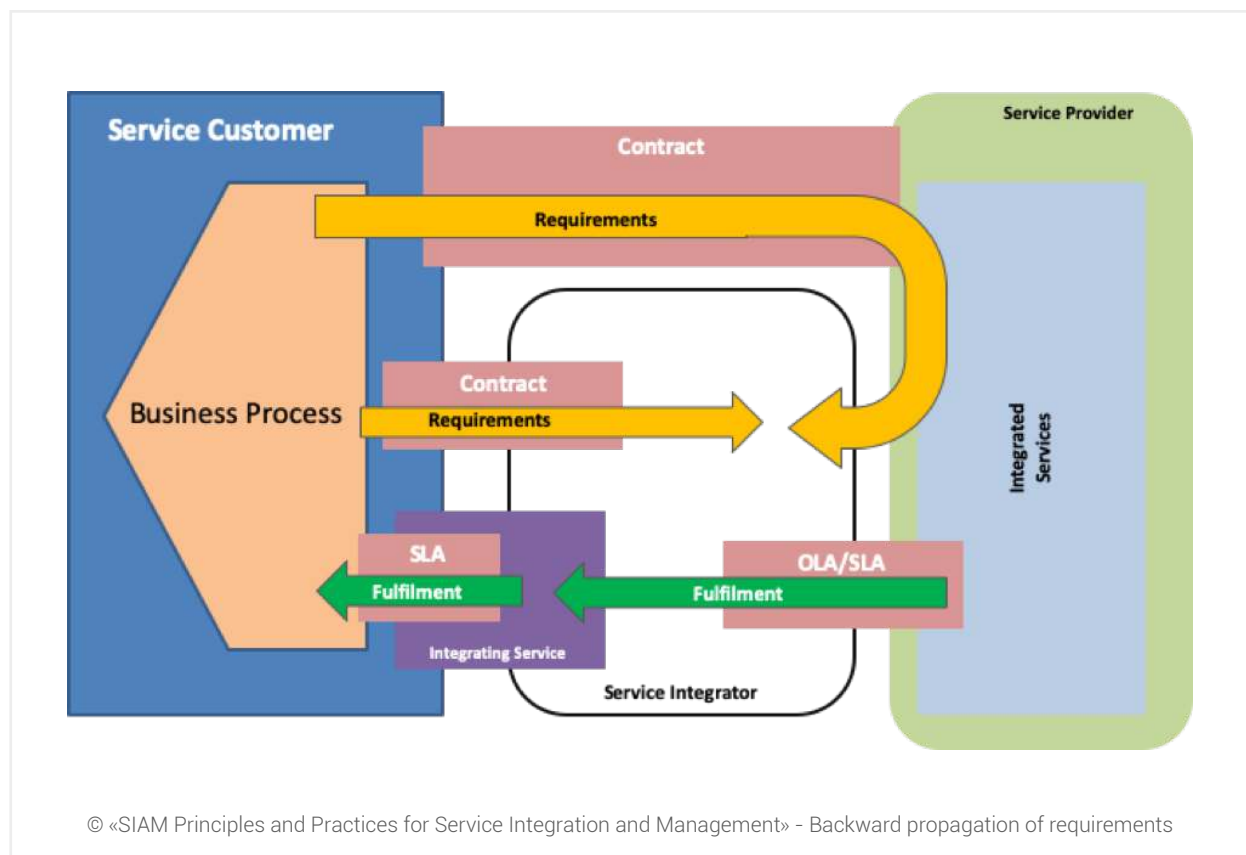 Service Customer
Service Provider
Contract
Requirements
Contract
Business Process
Requirements
Integrated
Services
SLA
OLA/SLA
Fulfilment
Fulfilment
Integrating Service
Service Integrator
© «SIAM Principles and Practices for Service Integration and Management» - Backward propagation of requirements